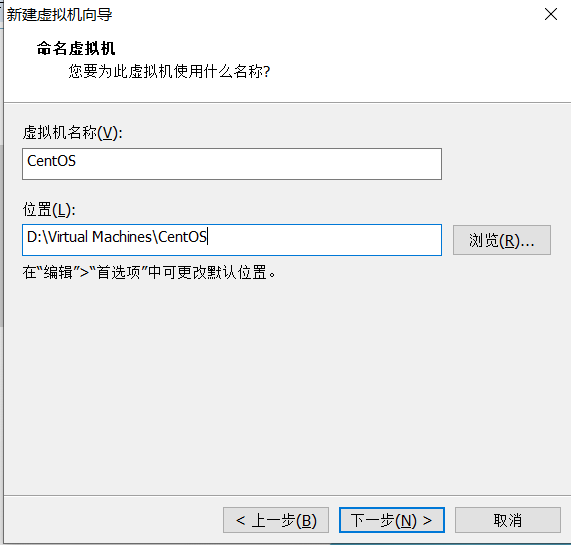 新建虚拟机向导
命名虚拟机
您要为此虚拟机使用什么名称?
虚拟机名称(V):
CentOS
位置(L):
D:\Virtual Machines\CentOS
浏览(R)...
在“编辑”>“首选项”中可更改默认位置。
< 上一步(B)
下一步(N) >
取消